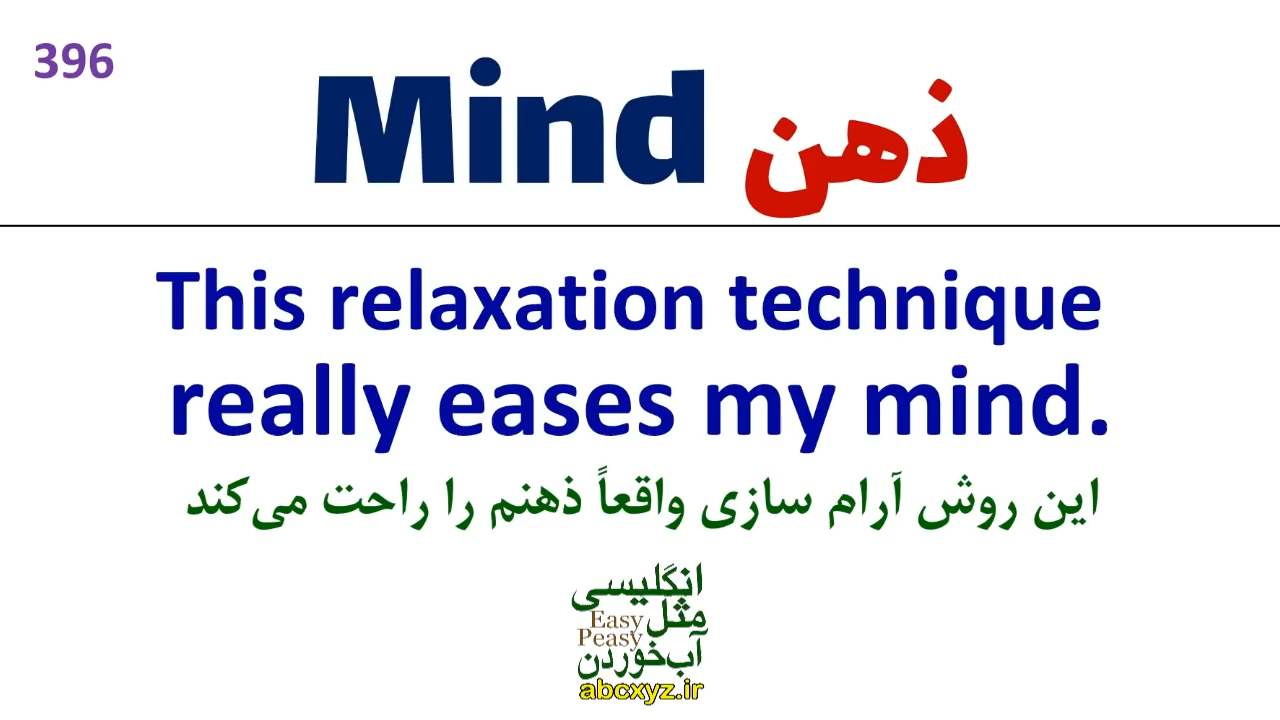 396
Mind ذهن
This relaxation technique
really eases my mind.
این روش آرام سازی واقعاً ذهنم را راحت می‌کند
انگلیسی
مثل Easy
Peasy
آب‌خوردن
abcxyz.ir